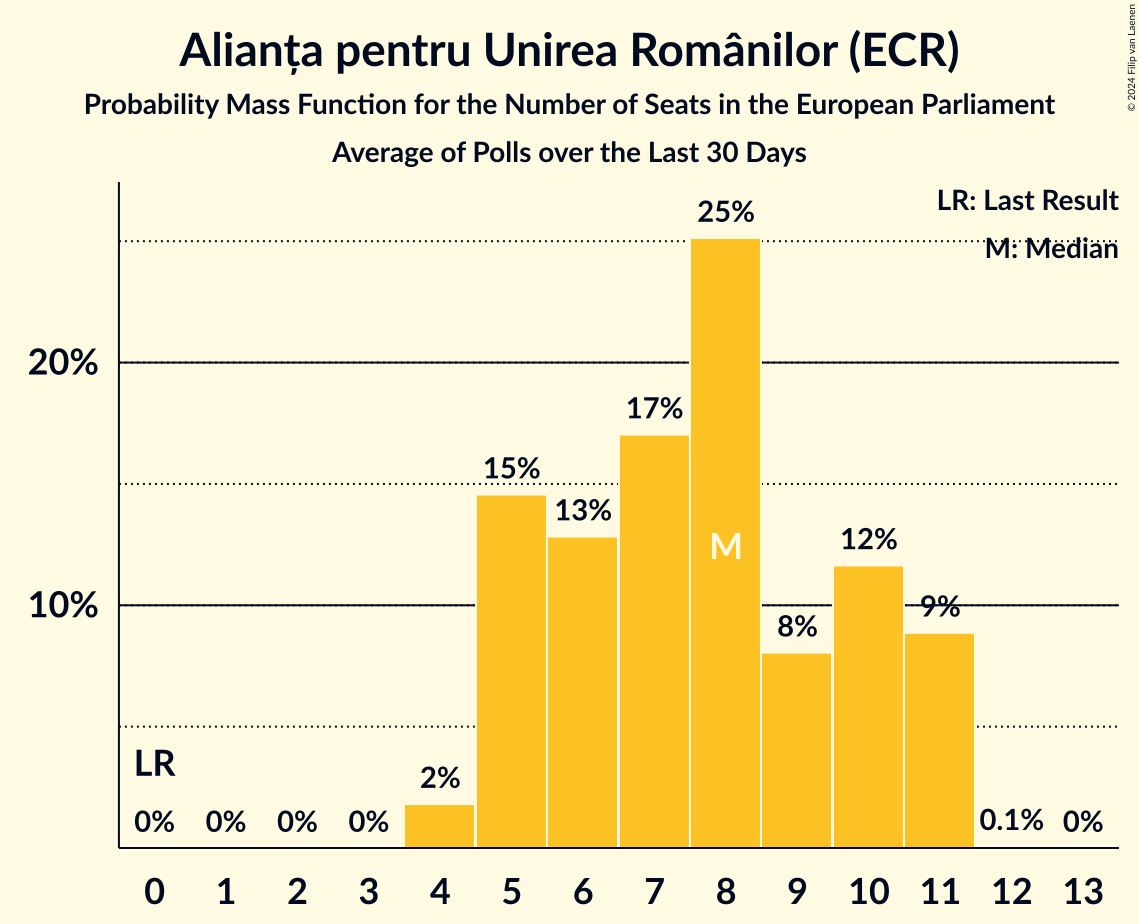 Alianța pentru Unirea Românilor (ECR)
Probability Mass Function for the Number of Seats in the European Parliament
Average of Polls over the Last 30 Days
© 2024 Filip van Laenen
LR: Last Result
M: Median
25%
20%
17%
15%
13%
M
12%
10%
9%
8%
LR
2%
0% 0% 0% 0% 0.1% 0%
0 1 2 3 4 5 6 7 8 9 10 11 12 13